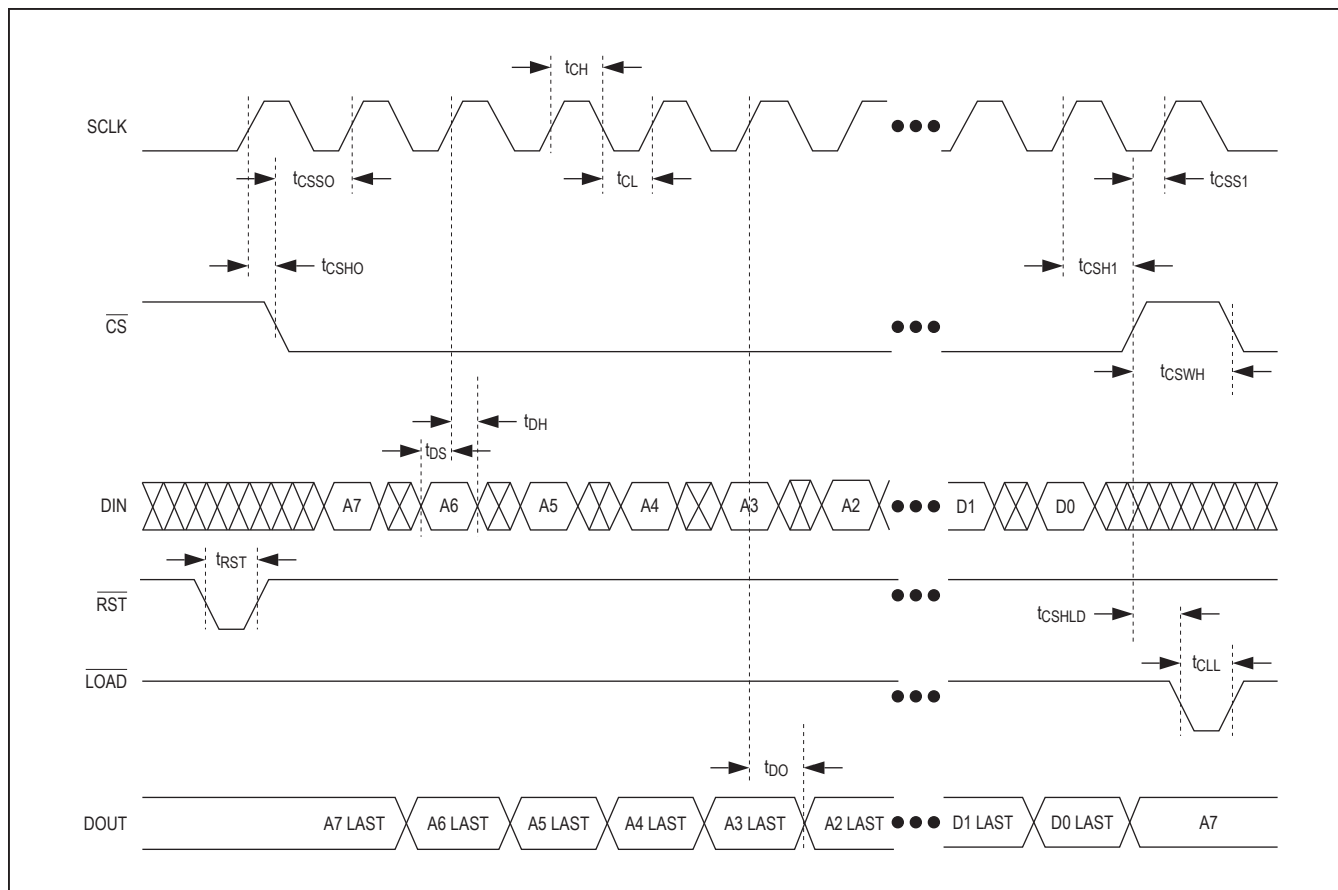 tCH
SCLK
tCSSO
tCL
tCSS1
tCSHO
tCSH1
CS
tCSWH
tDH
tDS
DIN
A7
A6
A5
A4
A3
A2
D1
D0
tRST
RST
tCSHLD
tCLL
LOAD
tDO
DOUT
A7 LAST
A6 LAST
A5 LAST
A4 LAST
A3 LAST
A2 LAST
D1 LAST
D0 LAST
A7